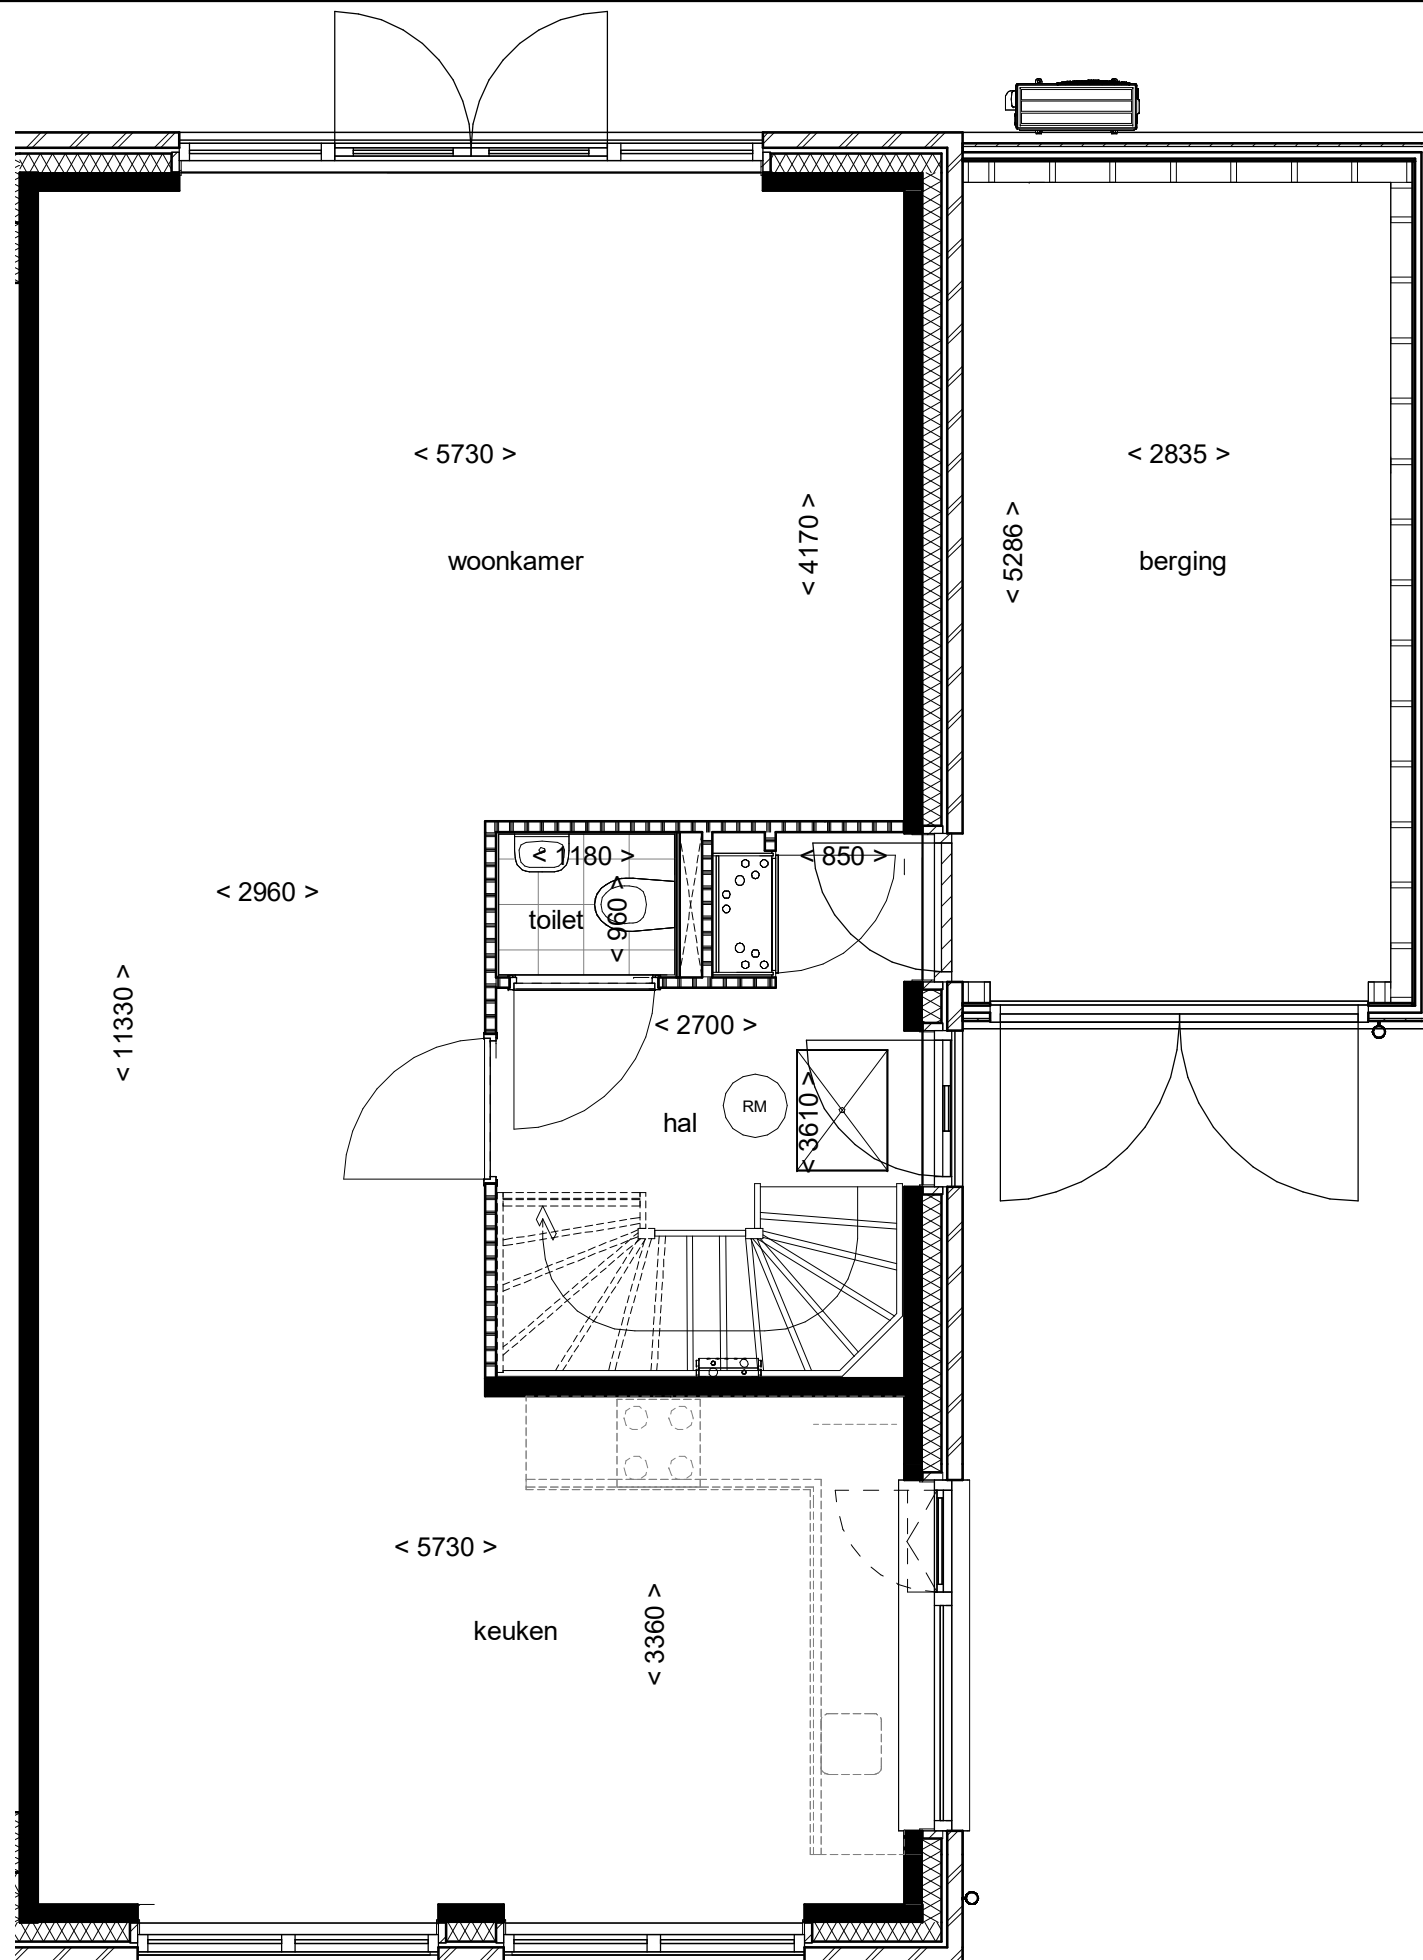 < 5730 >
< 2835 >
< 4170 >
< 5286 >
woonkamer
berging
< 1180 >
< 850 >
< 2960 >
toilet
< 960 >
< 11330 >
< 2700 >
RM
hal
< 3610 >
< 5730 >
keuken
< 3360 >